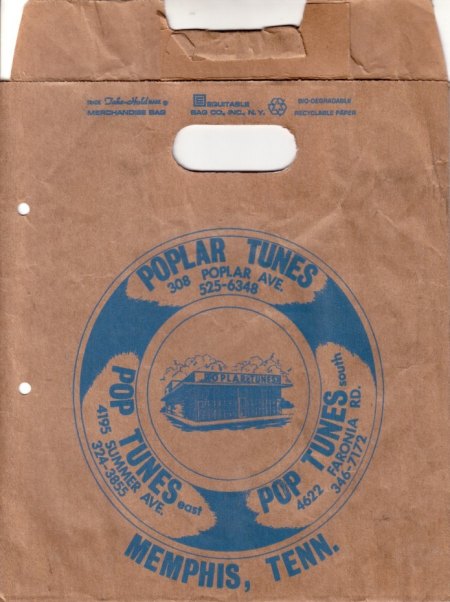 TRADE Take-Hold ®
MERCHANDISE BAG
EQUITABLE
BAG CO., INC., N.Y.
BIO-DEGRADABLE
RECYCLABLE PAPER
POPLAR TUNES
308 POPLAR AVE.
525-6348
POPLAR TUNES
POP TUNES east
4195 SUMMER AVE.
324-3855
POP TUNES south
4622 FARONIA RD.
346-7172
MEMPHIS, TENN.